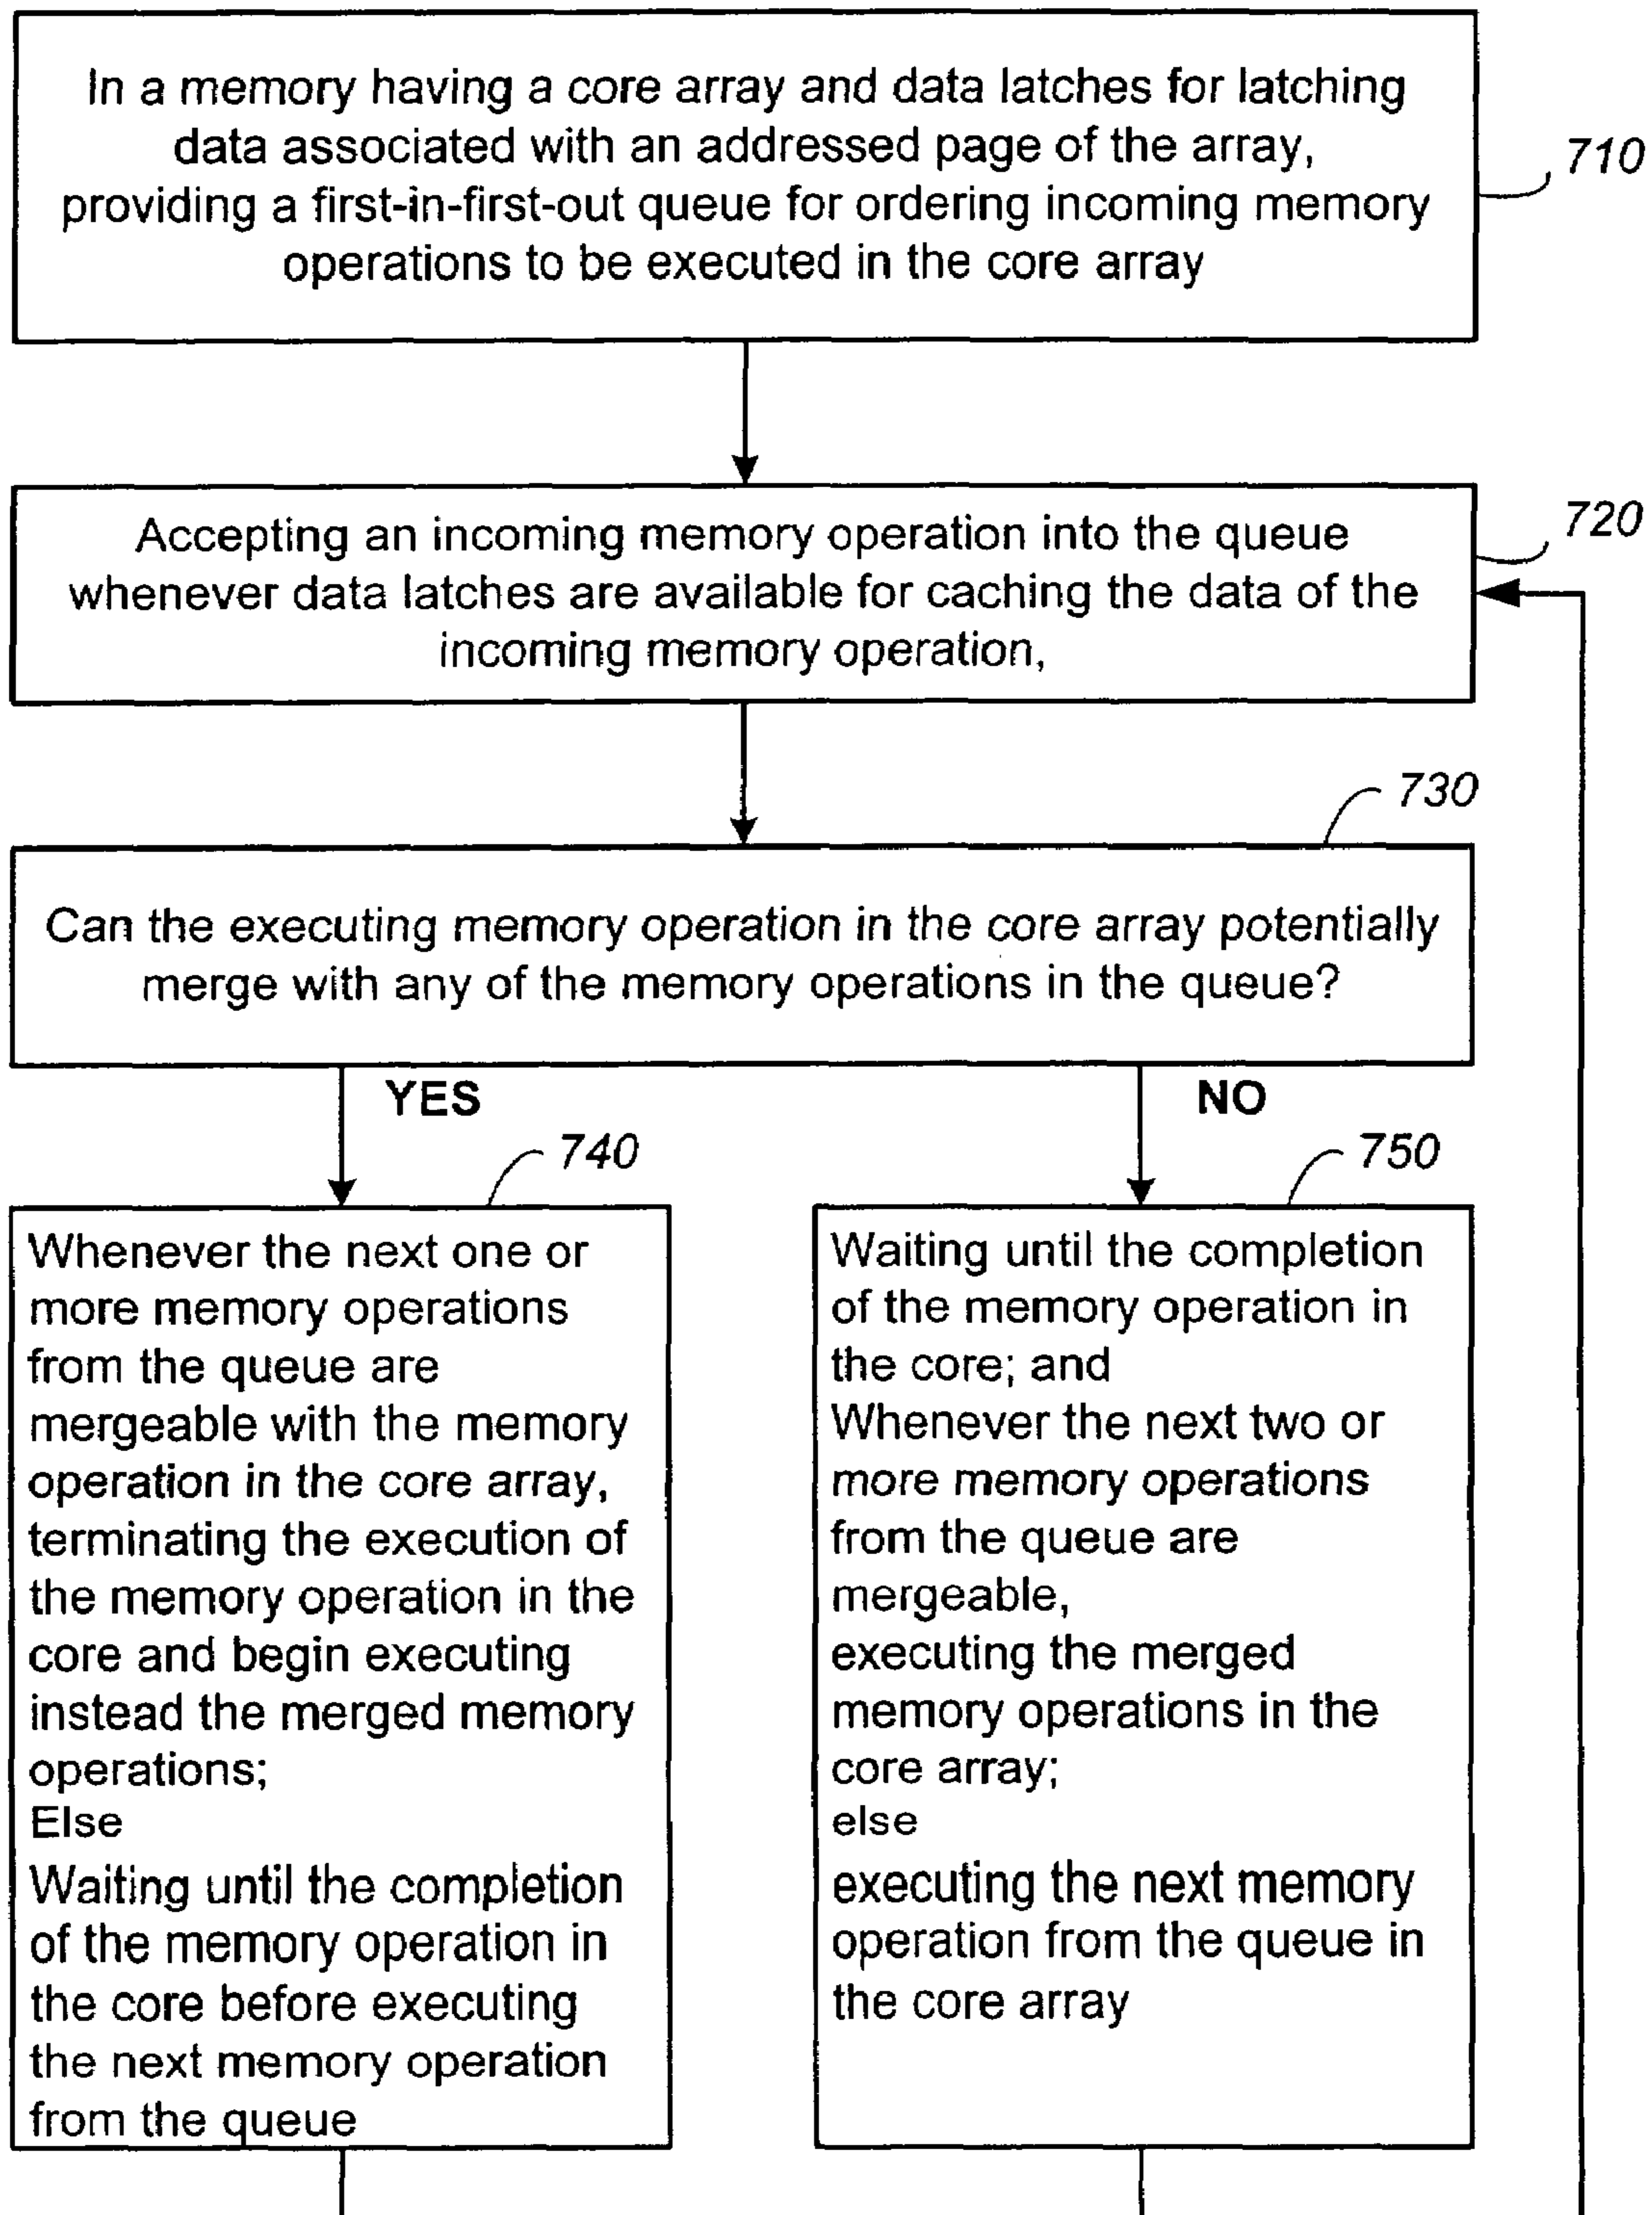 In a memory having a core array and data latches for latching
data associated with an addressed page of the array,
providing a first-in-first-out queue for ordering incoming memory
operations to be executed in the core array
710
Accepting an incoming memory operation into the queue
whenever data latches are available for caching the data of the
incoming memory operation,
720
730
Can the executing memory operation in the core array potentially
merge with any of the memory operations in the queue?
YES
NO
740
Whenever the next one or
more memory operations
from the queue are
mergeable with the memory
operation in the core array,
terminating the execution of
the memory operation in the
core and begin executing
instead the merged memory
operations;
Else
Waiting until the completion
of the memory operation in
the core before executing
the next memory operation
from the queue
750
Waiting until the completion
of the memory operation in
the core; and
Whenever the next two or
more memory operations
from the queue are
mergeable,
executing the merged
memory operations in the
core array;
else
executing the next memory
operation from the queue in
the core array